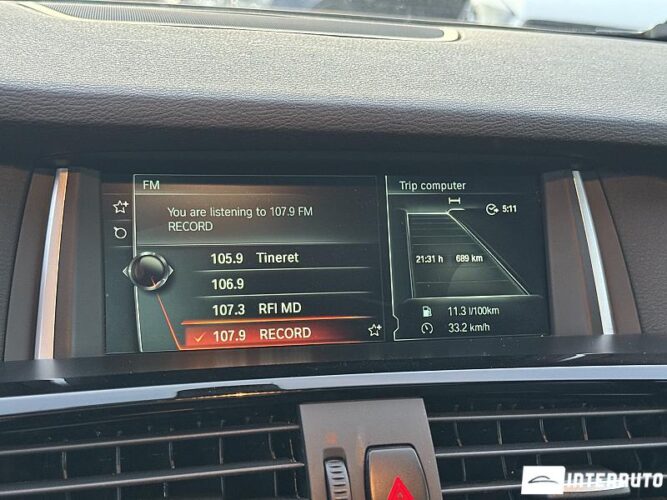 FM
You are listening to 107.9 FM
RECORD
105.9 Tineret
106.9
107.3 RFI MD
107.9 RECORD
Trip computer
5:11
21:31 h 689 km
11.3 l/100km
33.2 km/h
INTERAUTO